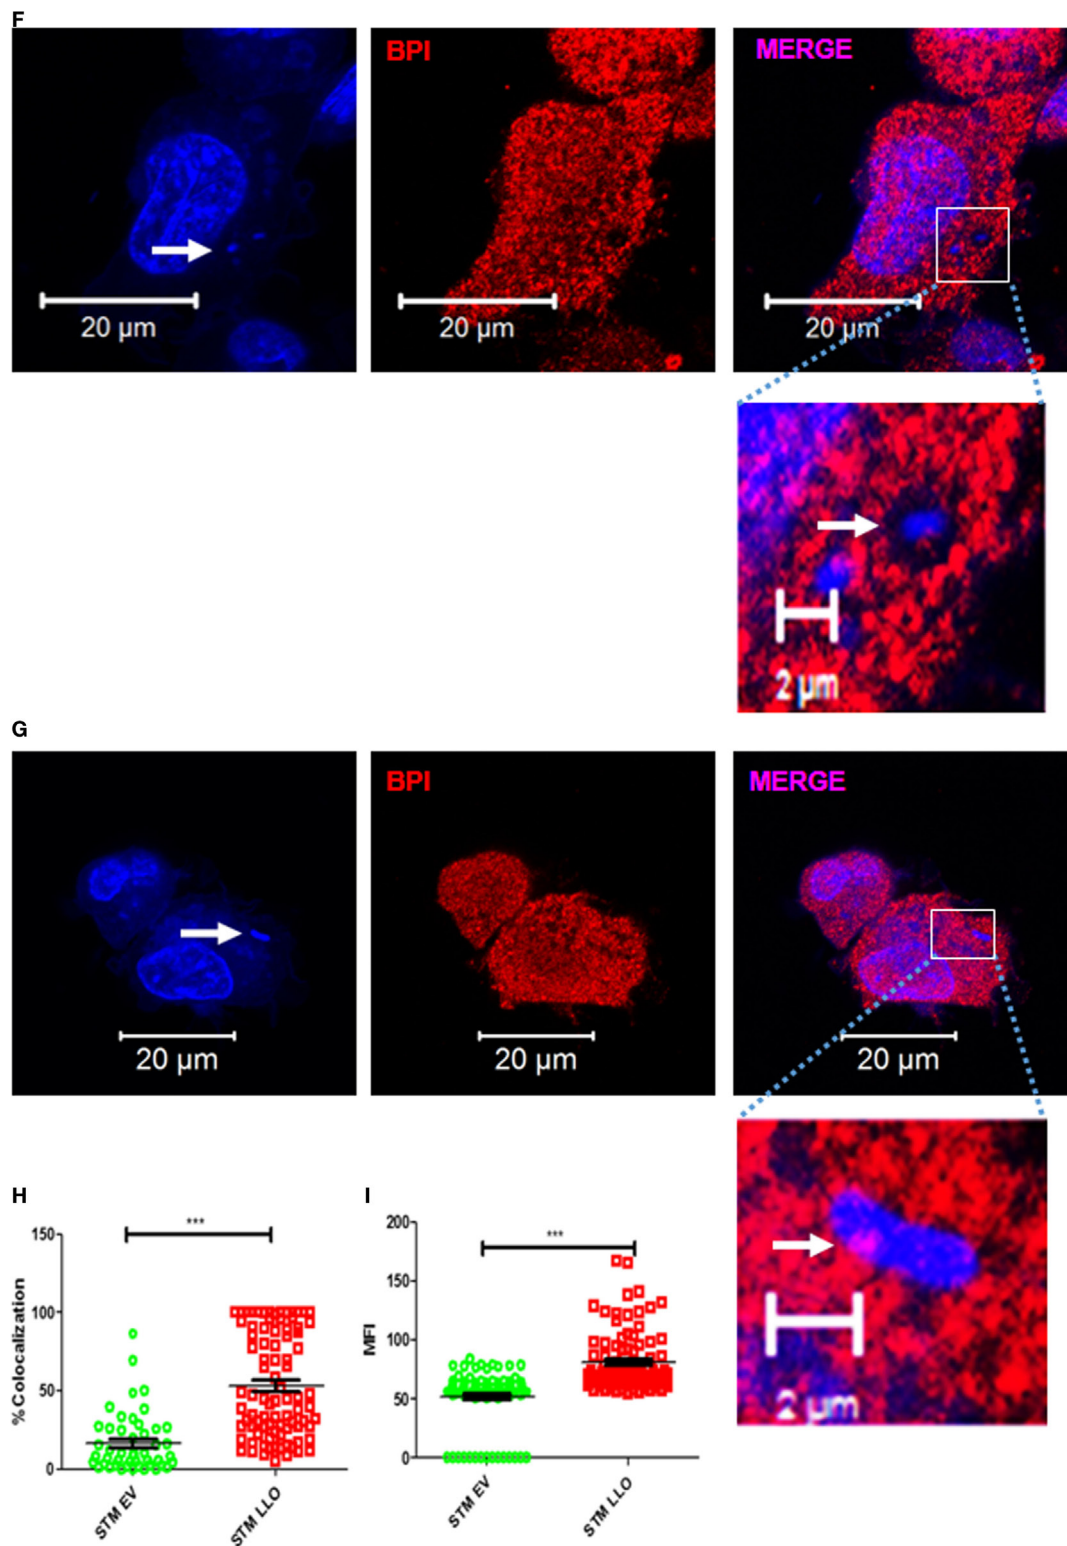 F
BPI
MERGE
20 µm
20 µm
20 µm
2 µm
G
BPI
MERGE
20 µm
20 µm
20 µm
2 µm
H
***
150
100
50
0
%Colocalization
STM EV
STM LLO
I
***
200
150
100
50
0
MFI
STM EV
STM LLO